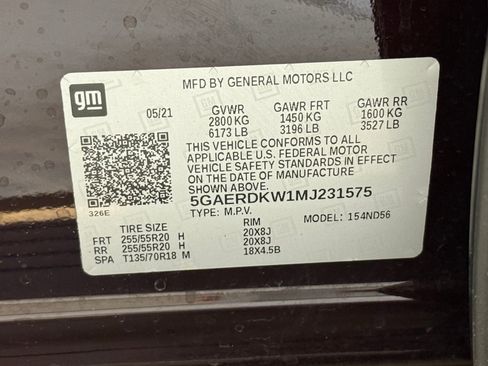 gm
MFD BY GENERAL MOTORS LLC
05/21 GVWR GAWR FRT GAWR RR
2800 KG 1450 KG 1600 KG
6173 LB 3196 LB 3527 LB
THIS VEHICLE CONFORMS TO ALL
APPLICABLE U.S. FEDERAL MOTOR
VEHICLE SAFETY STANDARDS IN EFFECT
ON THE DATE OF MANUFACTURE
SHOWN ABOVE.
5GAERDKW1MJ231575
326E TYPE: M.P.V. MODEL: 154ND56
TIRE SIZE RIM
FRT 255/55R20 H 20X8J
RR 255/55R20 H 20X8J
SPA T135/70R18 M 18X4.5B